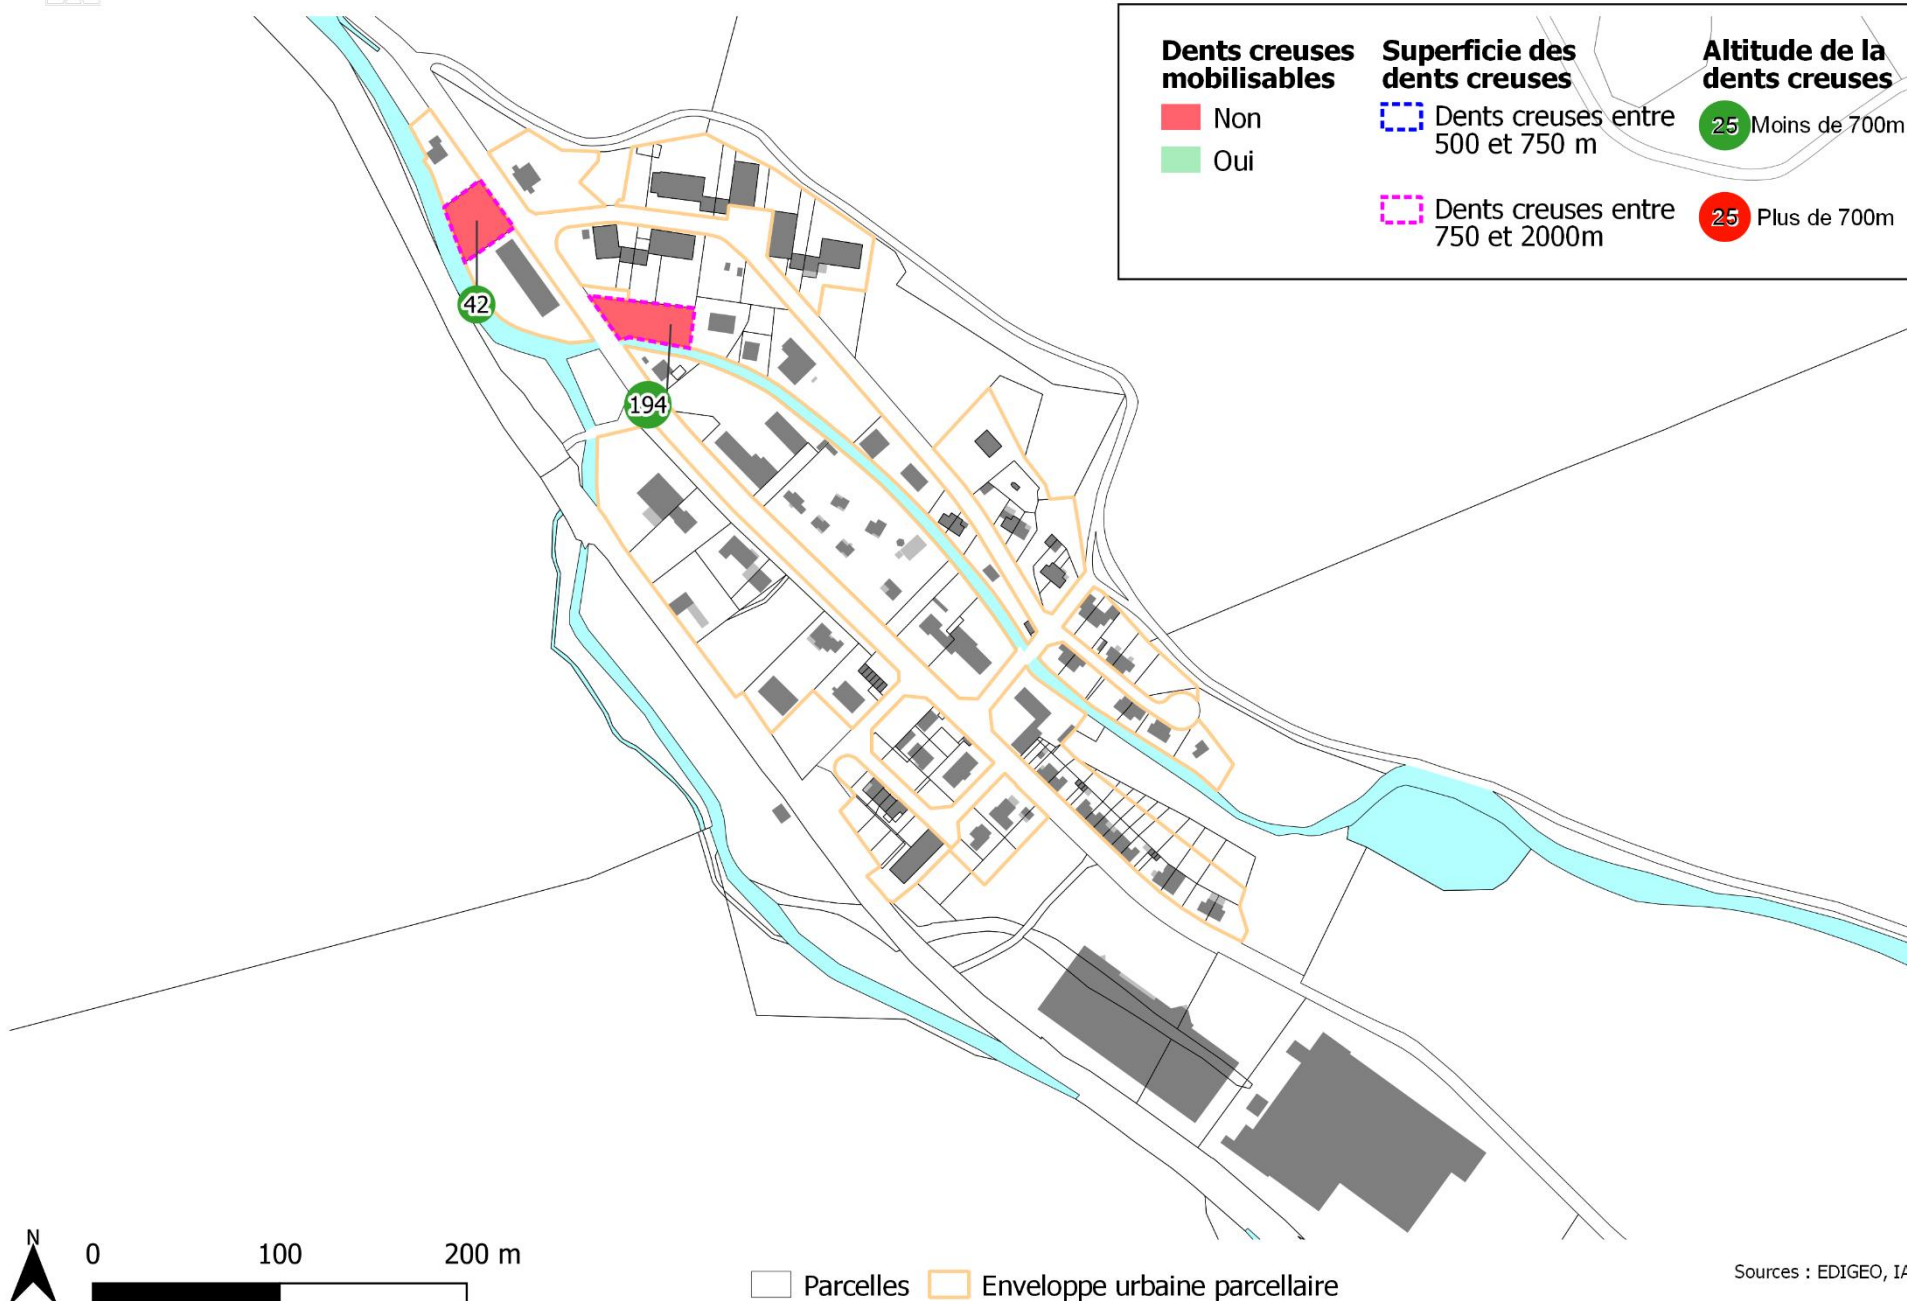 Dents creuses
mobilisables
Non
Oui
Superficie des
dents creuses
Dents creuses entre
500 et 750 m
Dents creuses entre
750 et 2000m
Altitude de la
dents creuses
25 Moins de 700m
25 Plus de 700m
42
194
N
0 100 200 m
Parcelles
Enveloppe urbaine parcellaire
Sources : EDIGEO, IA